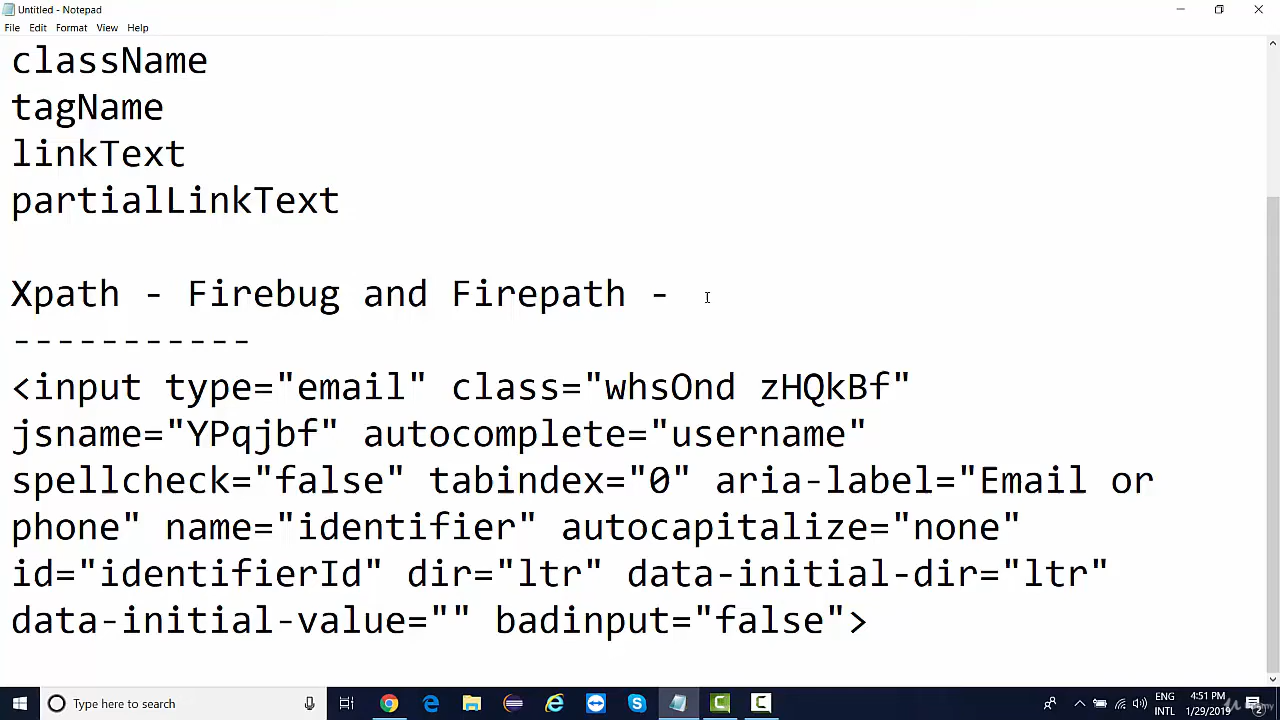 Untitled - Notepad
File Edit Format View Help
className
tagName
linkText
partialLinkText
Xpath - Firebug and Firepath -
-----------
<input type="email" class="whsOnd zHQkBf"
jsname="YPqjbf" autocomplete="username"
spellcheck="false" tabindex="0" aria-label="Email or
phone" name="identifier" autocapitalize="none"
id="identifierId" dir="ltr" data-initial-dir="ltr"
data-initial-value="" badinput="false">
Type here to search
ENG 4:51 PM
INTL 1/29/2019
2